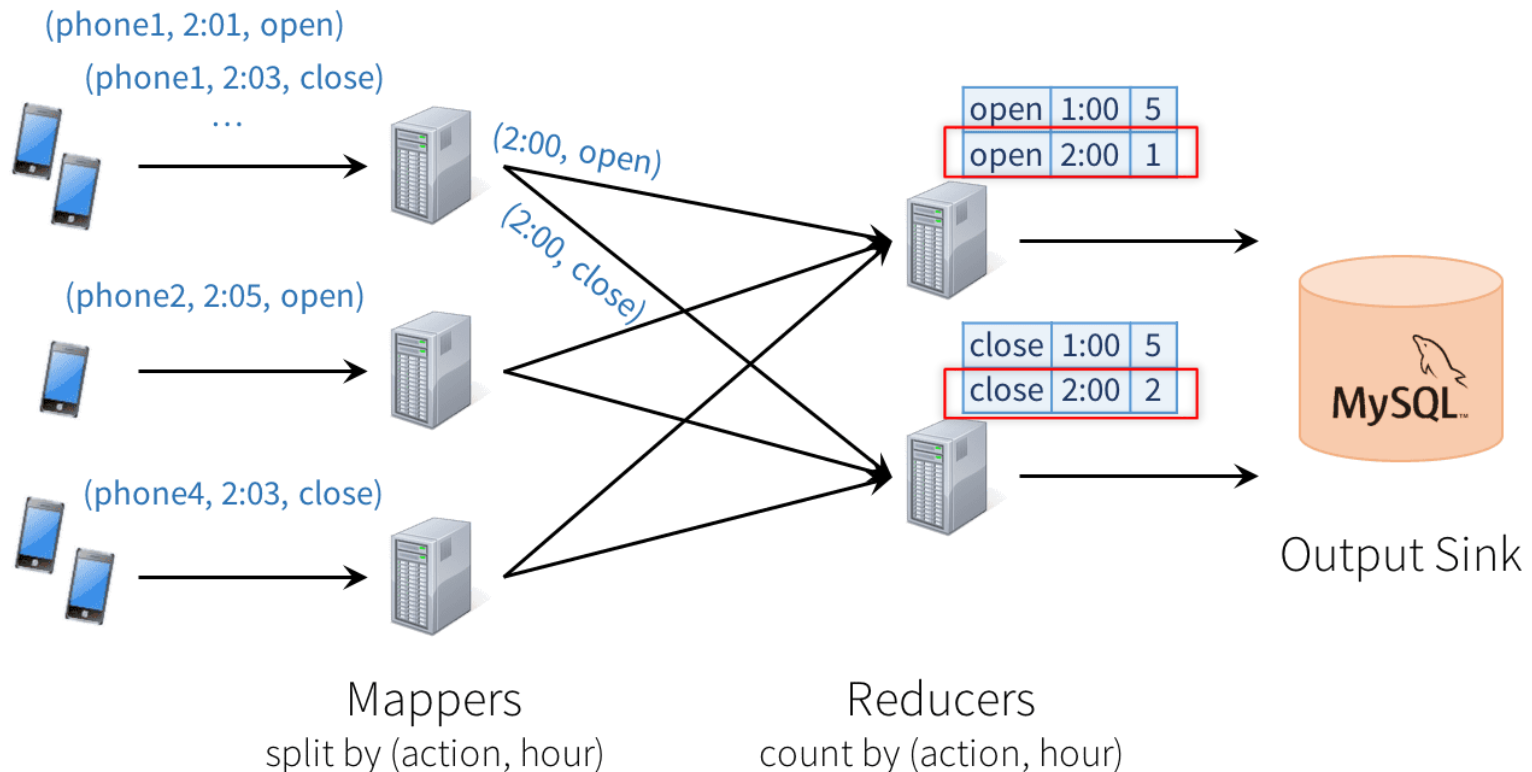 (phone1, 2:01, open)
(phone1, 2:03, close)
...
(2:00, open)
(2:00, close)
(phone2, 2:05, open)
(phone4, 2:03, close)
open 1:00 5
open 2:00 1
close 1:00 5
close 2:00 2
MySQL™
Output Sink
Mappers
split by (action, hour)
Reducers
count by (action, hour)